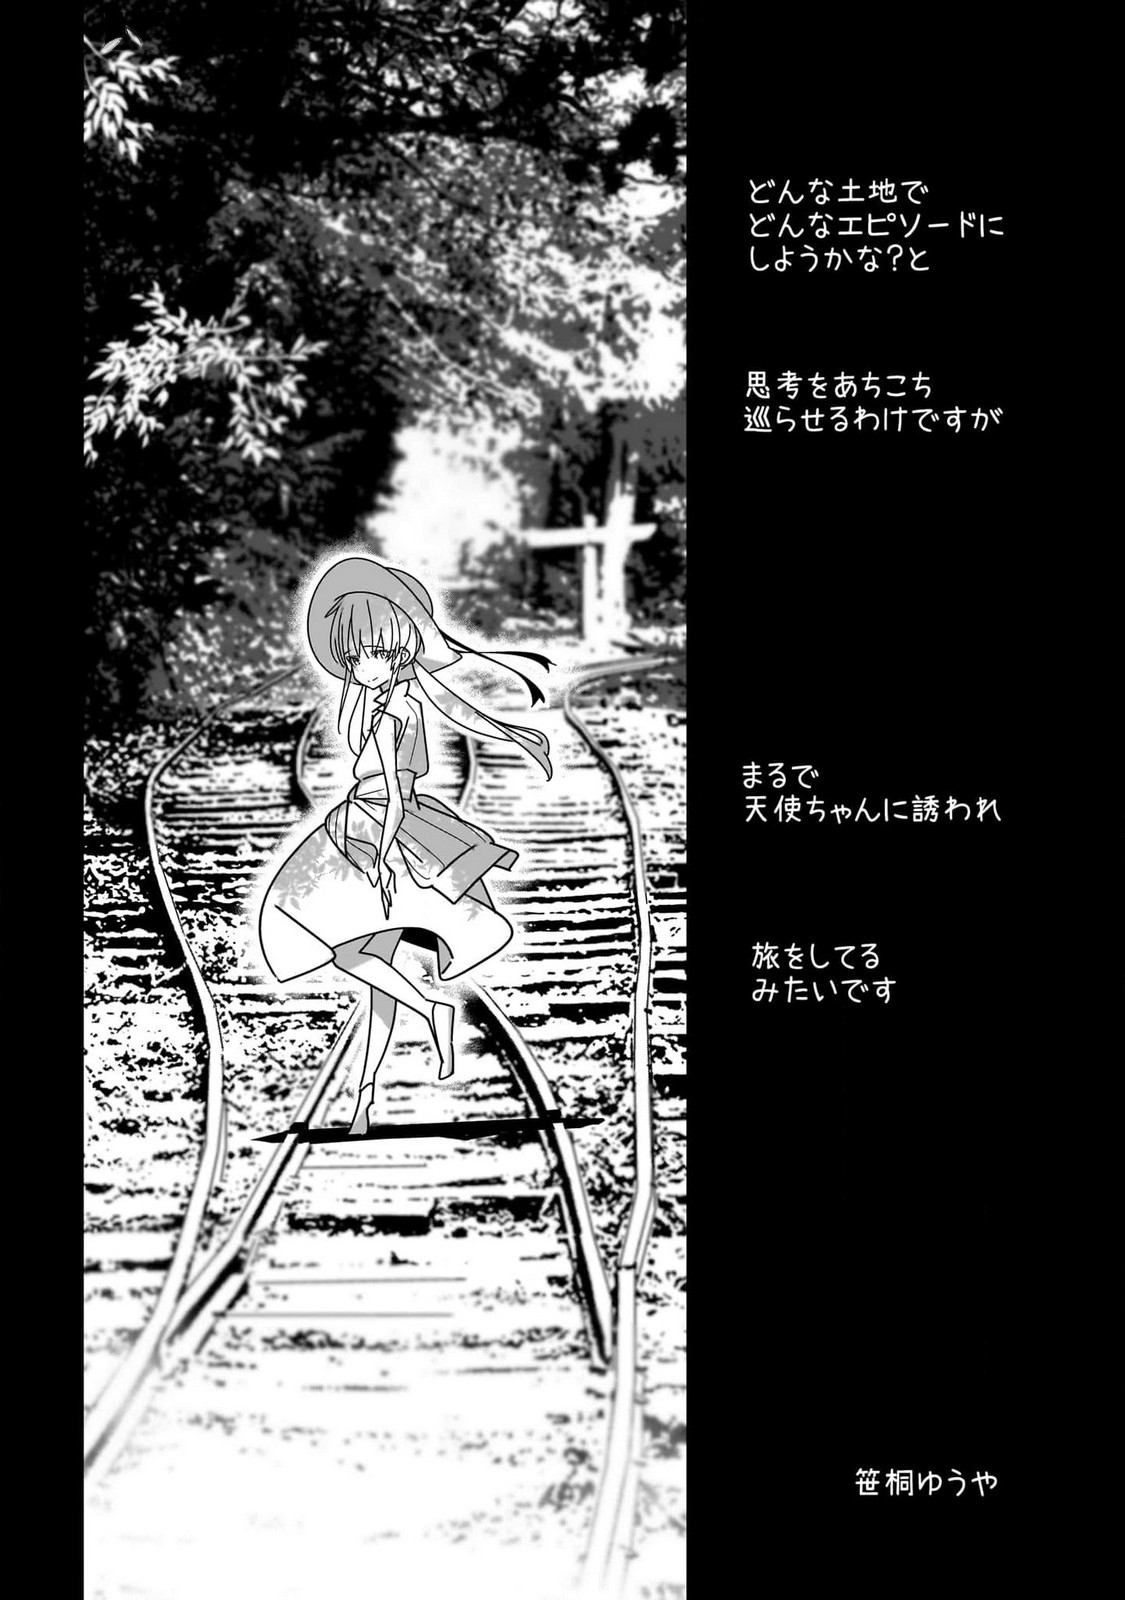 どんな土地で
どんなエピソードに
しようかな?と
思考をあちこち
巡らせるわけですが
まるで
天使ちゃんに誘われ
旅をしてる
みたいです
笹桐ゆうや